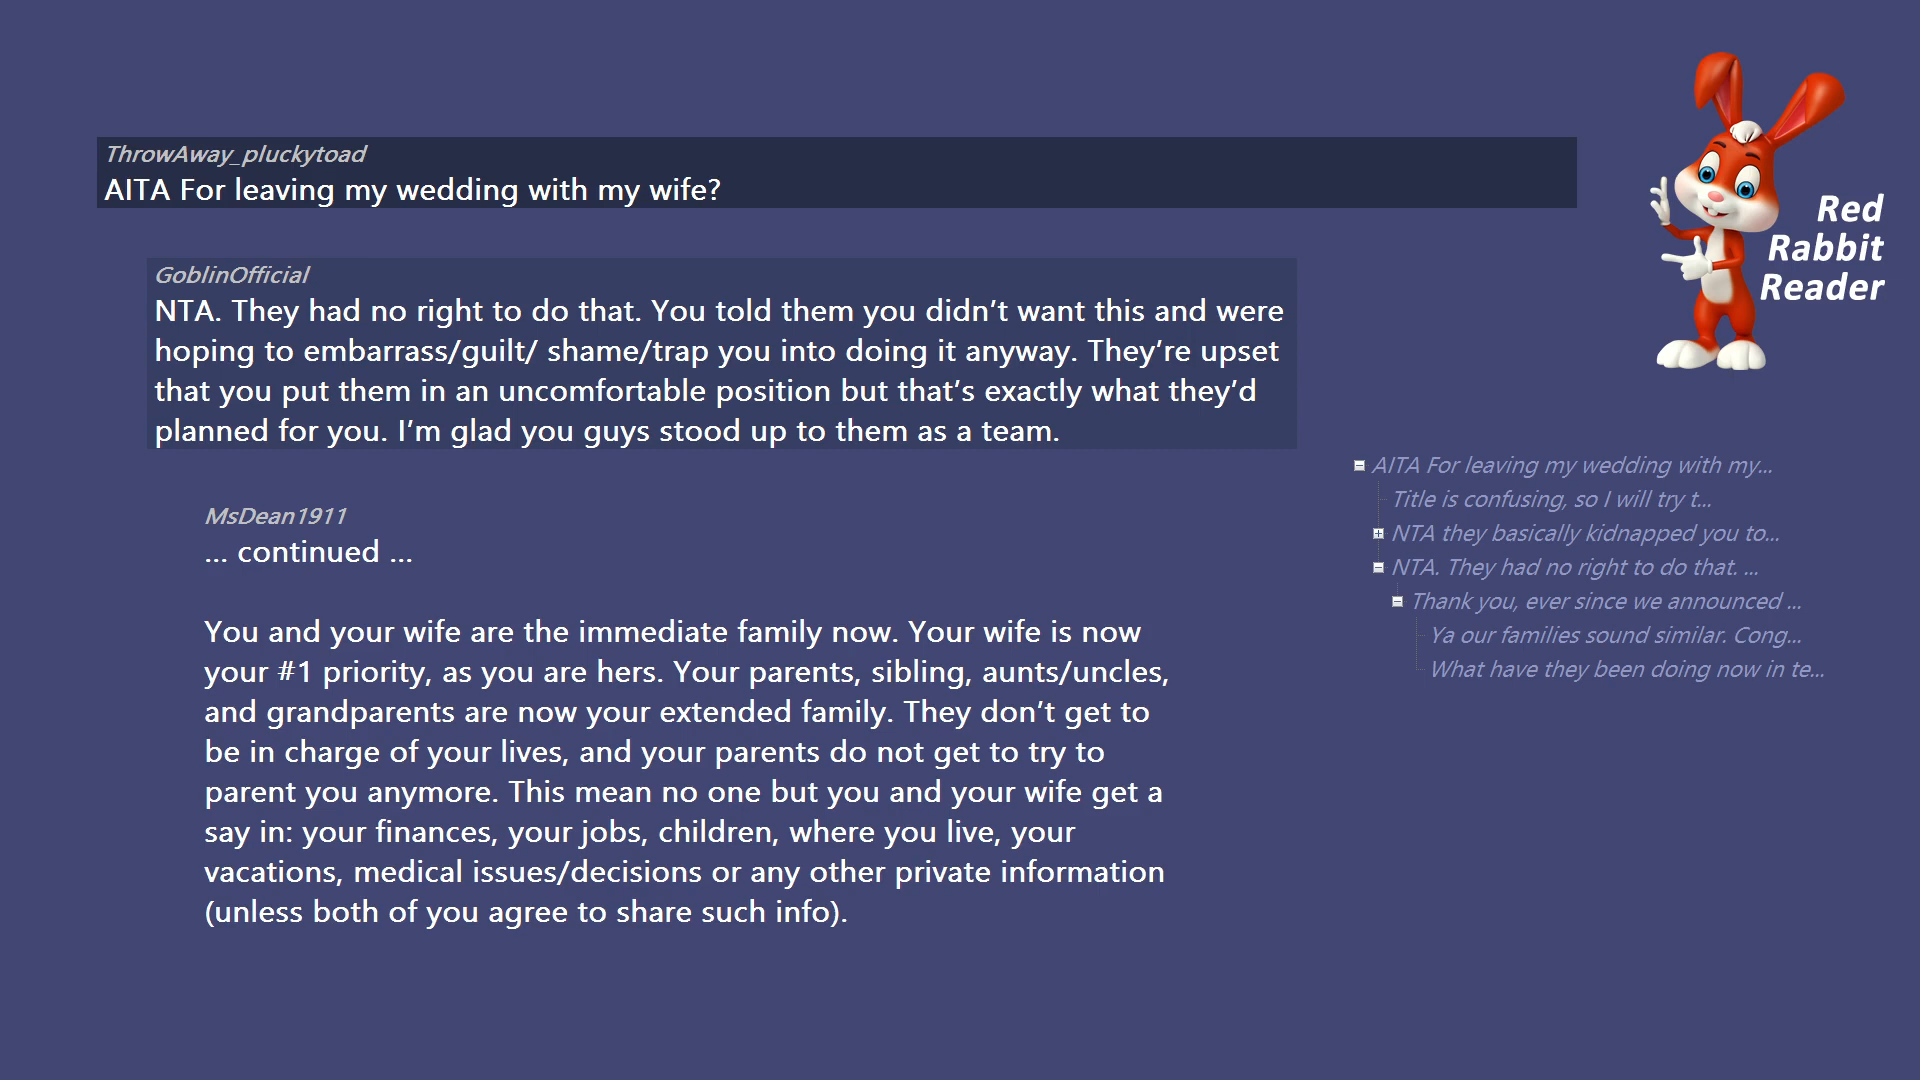 ThrowAway_pluckytoad
AITA For leaving my wedding with my wife?
GoblinOfficial
NTA. They had no right to do that. You told them you didn’t want this and were
hoping to embarrass/guilt/ shame/trap you into doing it anyway. They’re upset
that you put them in an uncomfortable position but that’s exactly what they’d
planned for you. I’m glad you guys stood up to them as a team.
MsDean1911
... continued ...
You and your wife are the immediate family now. Your wife is now
your #1 priority, as you are hers. Your parents, sibling, aunts/uncles,
and grandparents are now your extended family. They don’t get to
be in charge of your lives, and your parents do not get to try to
parent you anymore. This mean no one but you and your wife get a
say in: your finances, your jobs, children, where you live, your
vacations, medical issues/decisions or any other private information
(unless both of you agree to share such info).
Red
Rabbit
Reader
AITA For leaving my wedding with my...
Title is confusing, so I will try t...
NTA they basically kidnapped you to...
NTA. They had no right to do that. ...
Thank you, ever since we announced ...
Ya our families sound similar. Cong...
What have they been doing now in te...